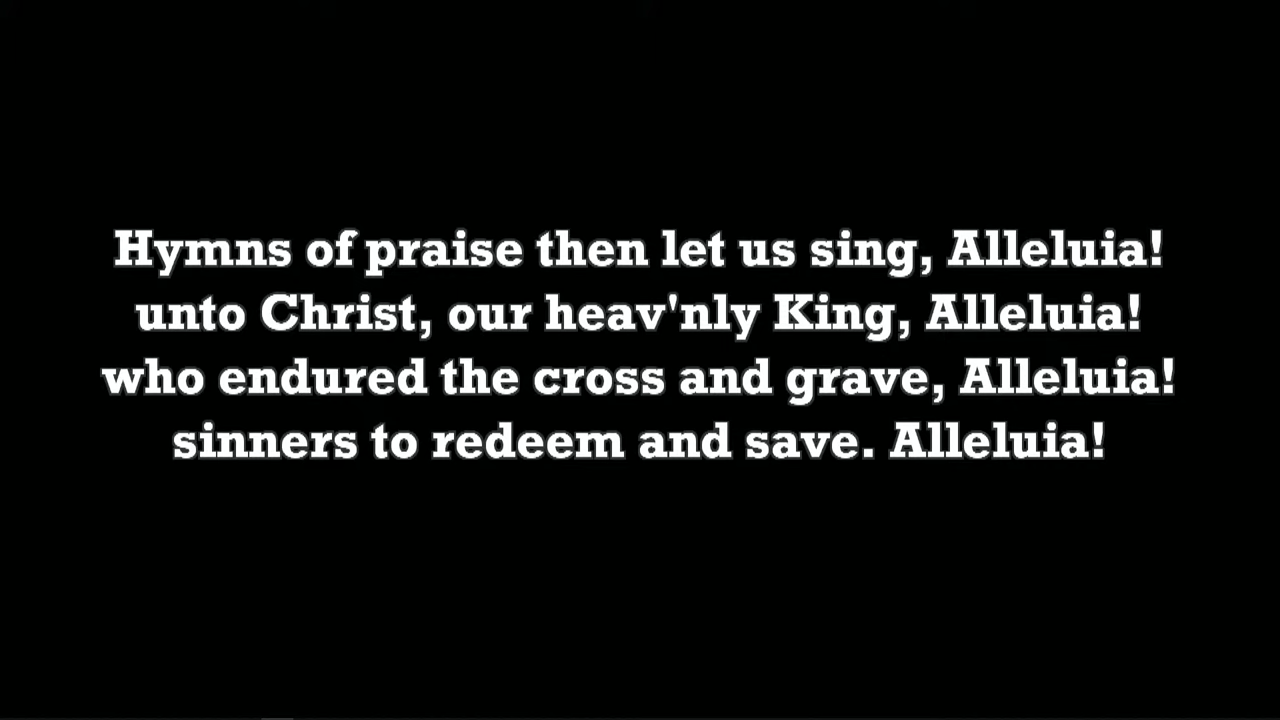 Hymns of praise then let us sing, Alleluia!
unto Christ, our heav'nly King, Alleluia!
who endured the cross and grave, Alleluia!
sinners to redeem and save. Alleluia!